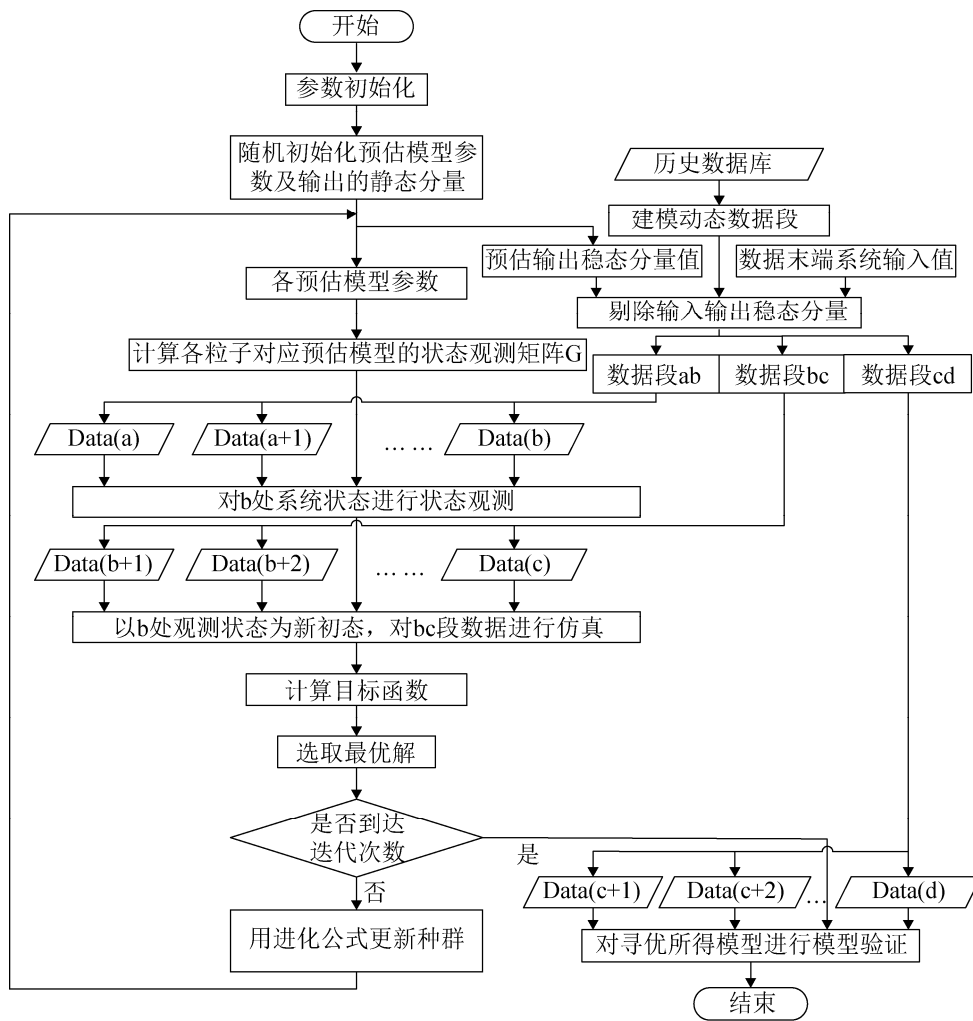 开始
参数初始化
随机初始化预估模型参
数及输出的静态分量
历史数据库
建模动态数据段
预估输出稳态分量值
数据末端系统输入值
各预估模型参数
剔除输入输出稳态分量
计算各粒子对应预估模型的状态观测矩阵G
数据段ab
数据段bc
数据段cd
Data(a)
Data(a+1)
… …
Data(b)
对b处系统状态进行状态观测
Data(b+1)
Data(b+2)
… …
Data(c)
以b处观测状态为新初态，对bc段数据进行仿真
计算目标函数
选取最优解
是否到达
迭代次数
是
否
Data(c+1)
Data(c+2)
…
Data(d)
用进化公式更新种群
对寻优所得模型进行模型验证
结束